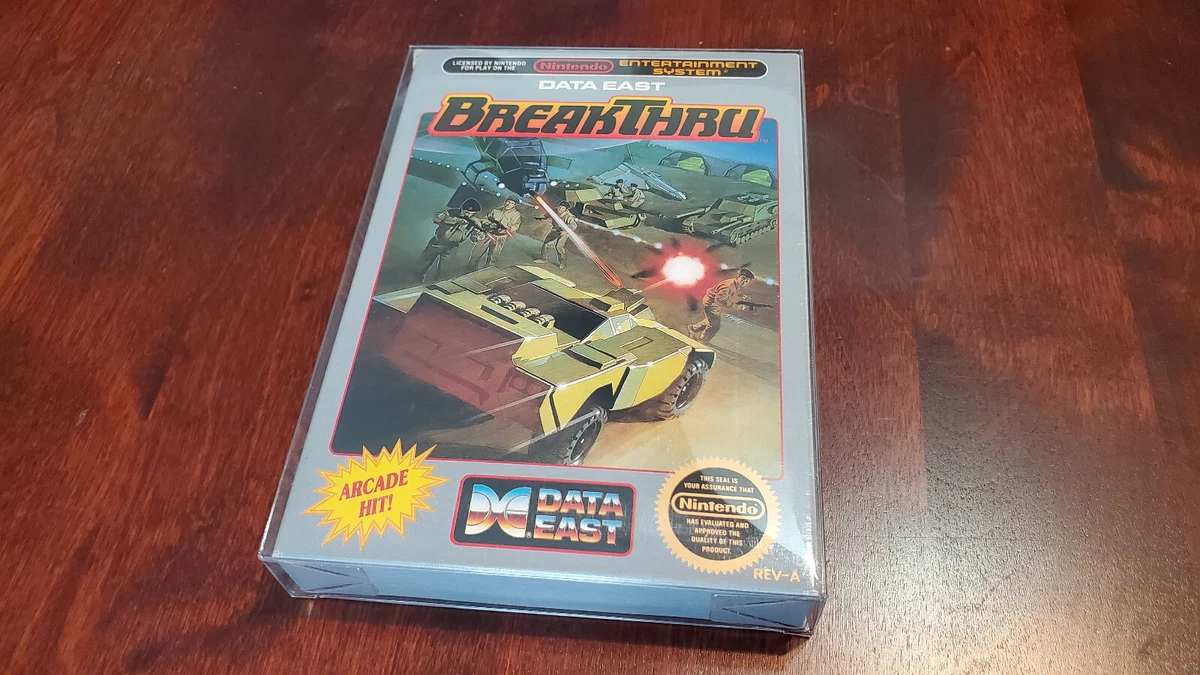 LICENSED BY NINTENDO
FOR PLAY ON THE
Nintendo
ENTERTAINMENT
SYSTEM®
DATA EAST
BREAKTHRU™
ARCADE
HIT!
DATA
EAST
®
THIS SEAL IS
YOUR ASSURANCE THAT
Nintendo
HAS EVALUATED AND
APPROVED THE
QUALITY OF THIS
PRODUCT.
REV-A